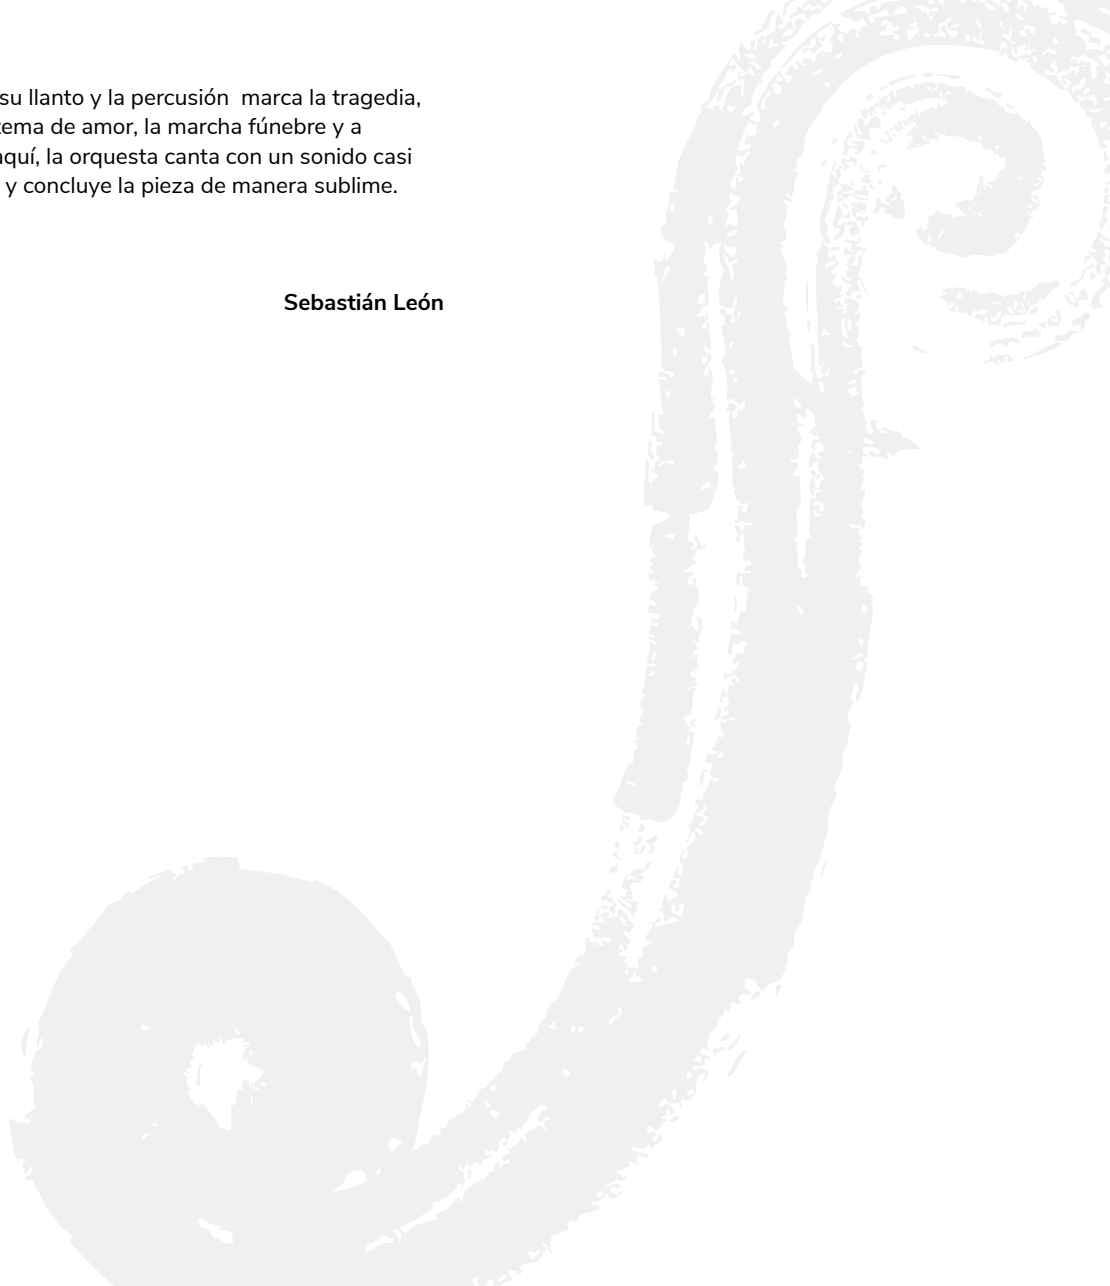 su llanto y la percusión  marca la tragedia,
tema de amor, la marcha fúnebre y a
aquí, la orquesta canta con un sonido casi
y concluye la pieza de manera sublime.
Sebastián León